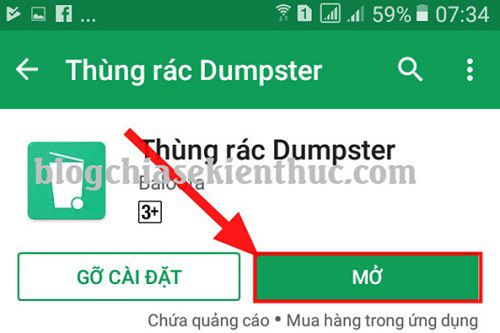 59% 07:34
Thùng rác Dumpster
Thùng rác Dumpster
blogchiasekienthuc.com
Baloota
3+
GỠ CÀI ĐẶT
MỞ
Chứa quảng cáo • Mua hàng trong ứng dụng